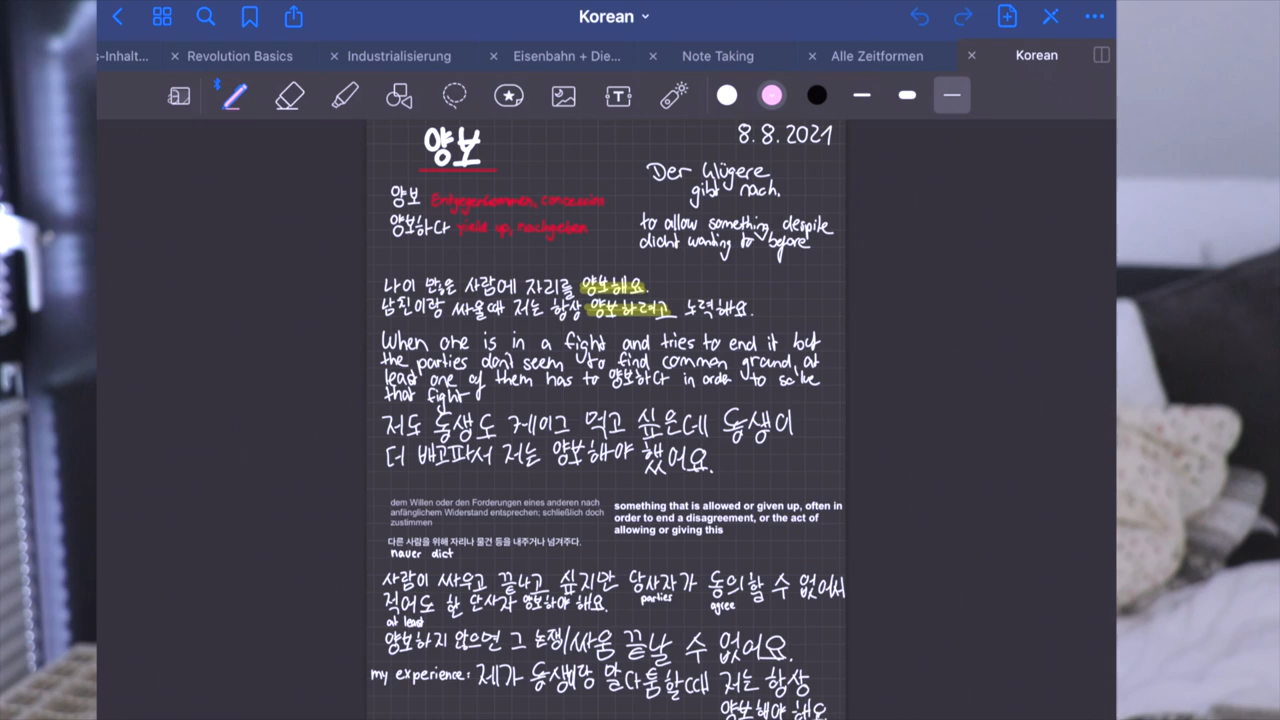 Korean
s-Inhalt...
Revolution Basics
Industrialisierung
Eisenbahn + Die...
Note Taking
Alle Zeitformen
Korean
양보
8.8.2021
Der Klügere
gibt nach.
양보 Entgegenkommen, concession
양보하다 yield up, nachgeben
to allow something despite
didn't wanting to before
나이 많은 사람에 자리를 양보해요.
남진이랑 싸울때 저는 항상 양보하려고 노력해요.
When one is in a fight and tries to end it but
the parties don't seem to find common ground, at
least one of them has to 양보하다 in order to solve
that fight
저도 동생도 케이그 먹고 싶은데 동생이
더 배고파서 저는 양보해야 했어요.
dem Willen oder den Forderungen eines anderen nach
anfänglichem Widerstand entsprechen; schließlich doch
zustimmen
something that is allowed or given up, often in
order to end a disagreement, or the act of
allowing or giving this
다른 사람을 위해 자리나 물건 등을 내주거나 넘겨주다.
naver dict
사람이 싸우고 끝나고 싶지만 당사자가 동의할 수 없어서
parties
agree
적어도 한 단사자 양보하야 해요.
at least
양보하지 않으면 그 논쟁/싸움 끝날 수 없어요.
my experience: 제가 동생이랑 말다툼할때 저는 항상
양보해야 해요